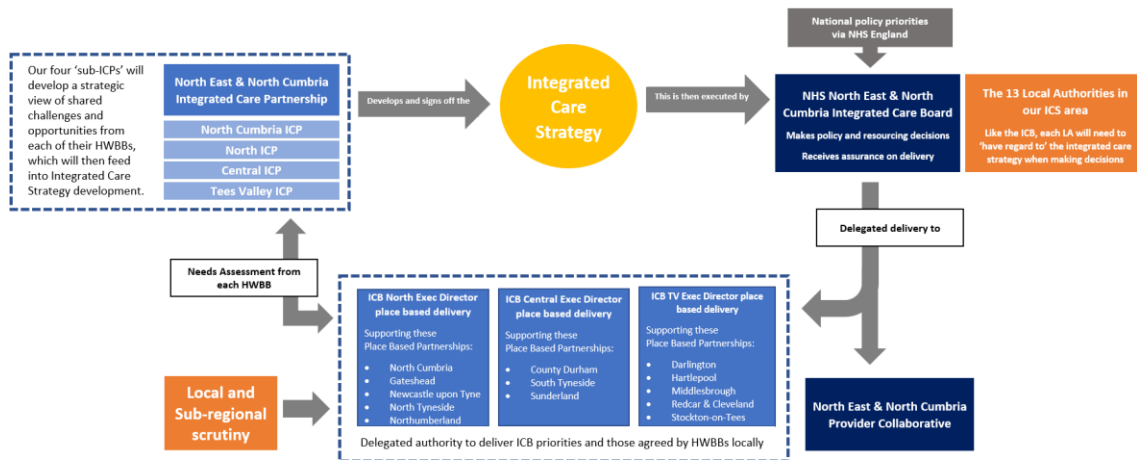 Our four ‘sub-ICPs’ will
develop a strategic
view of shared
challenges and
opportunities from
each of their HWBBs,
which will then feed
into Integrated Care
Strategy development.
North East & North Cumbria
Integrated Care Partnership
North Cumbria ICP
North ICP
Central ICP
Tees Valley ICP
Develops and signs off the
Integrated
Care
Strategy
This is then executed by
National policy priorities
via NHS England
NHS North East & North
Cumbria Integrated Care Board
Makes policy and resourcing decisions
Receives assurance on delivery
The 13 Local Authorities in
our ICS area
Like the ICB, each LA will need to
‘have regard to’ the integrated care
strategy when making decisions
Delegated delivery to
Needs Assessment from
each HWBB
ICB North Exec Director
place based delivery
Supporting these
Place Based Partnerships:
• North Cumbria
• Gateshead
• Newcastle upon Tyne
• North Tyneside
• Northumberland
ICB Central Exec Director
place based delivery
Supporting these
Place Based Partnerships:
• County Durham
• South Tyneside
• Sunderland
ICB TV Exec Director place
based delivery
Supporting these
Place Based Partnerships:
• Darlington
• Hartlepool
• Middlesbrough
• Redcar & Cleveland
• Stockton-on-Tees
Delegated authority to deliver ICB priorities and those agreed by HWBBs locally
Local and
Sub-regional
scrutiny
North East & North Cumbria
Provider Collaborative